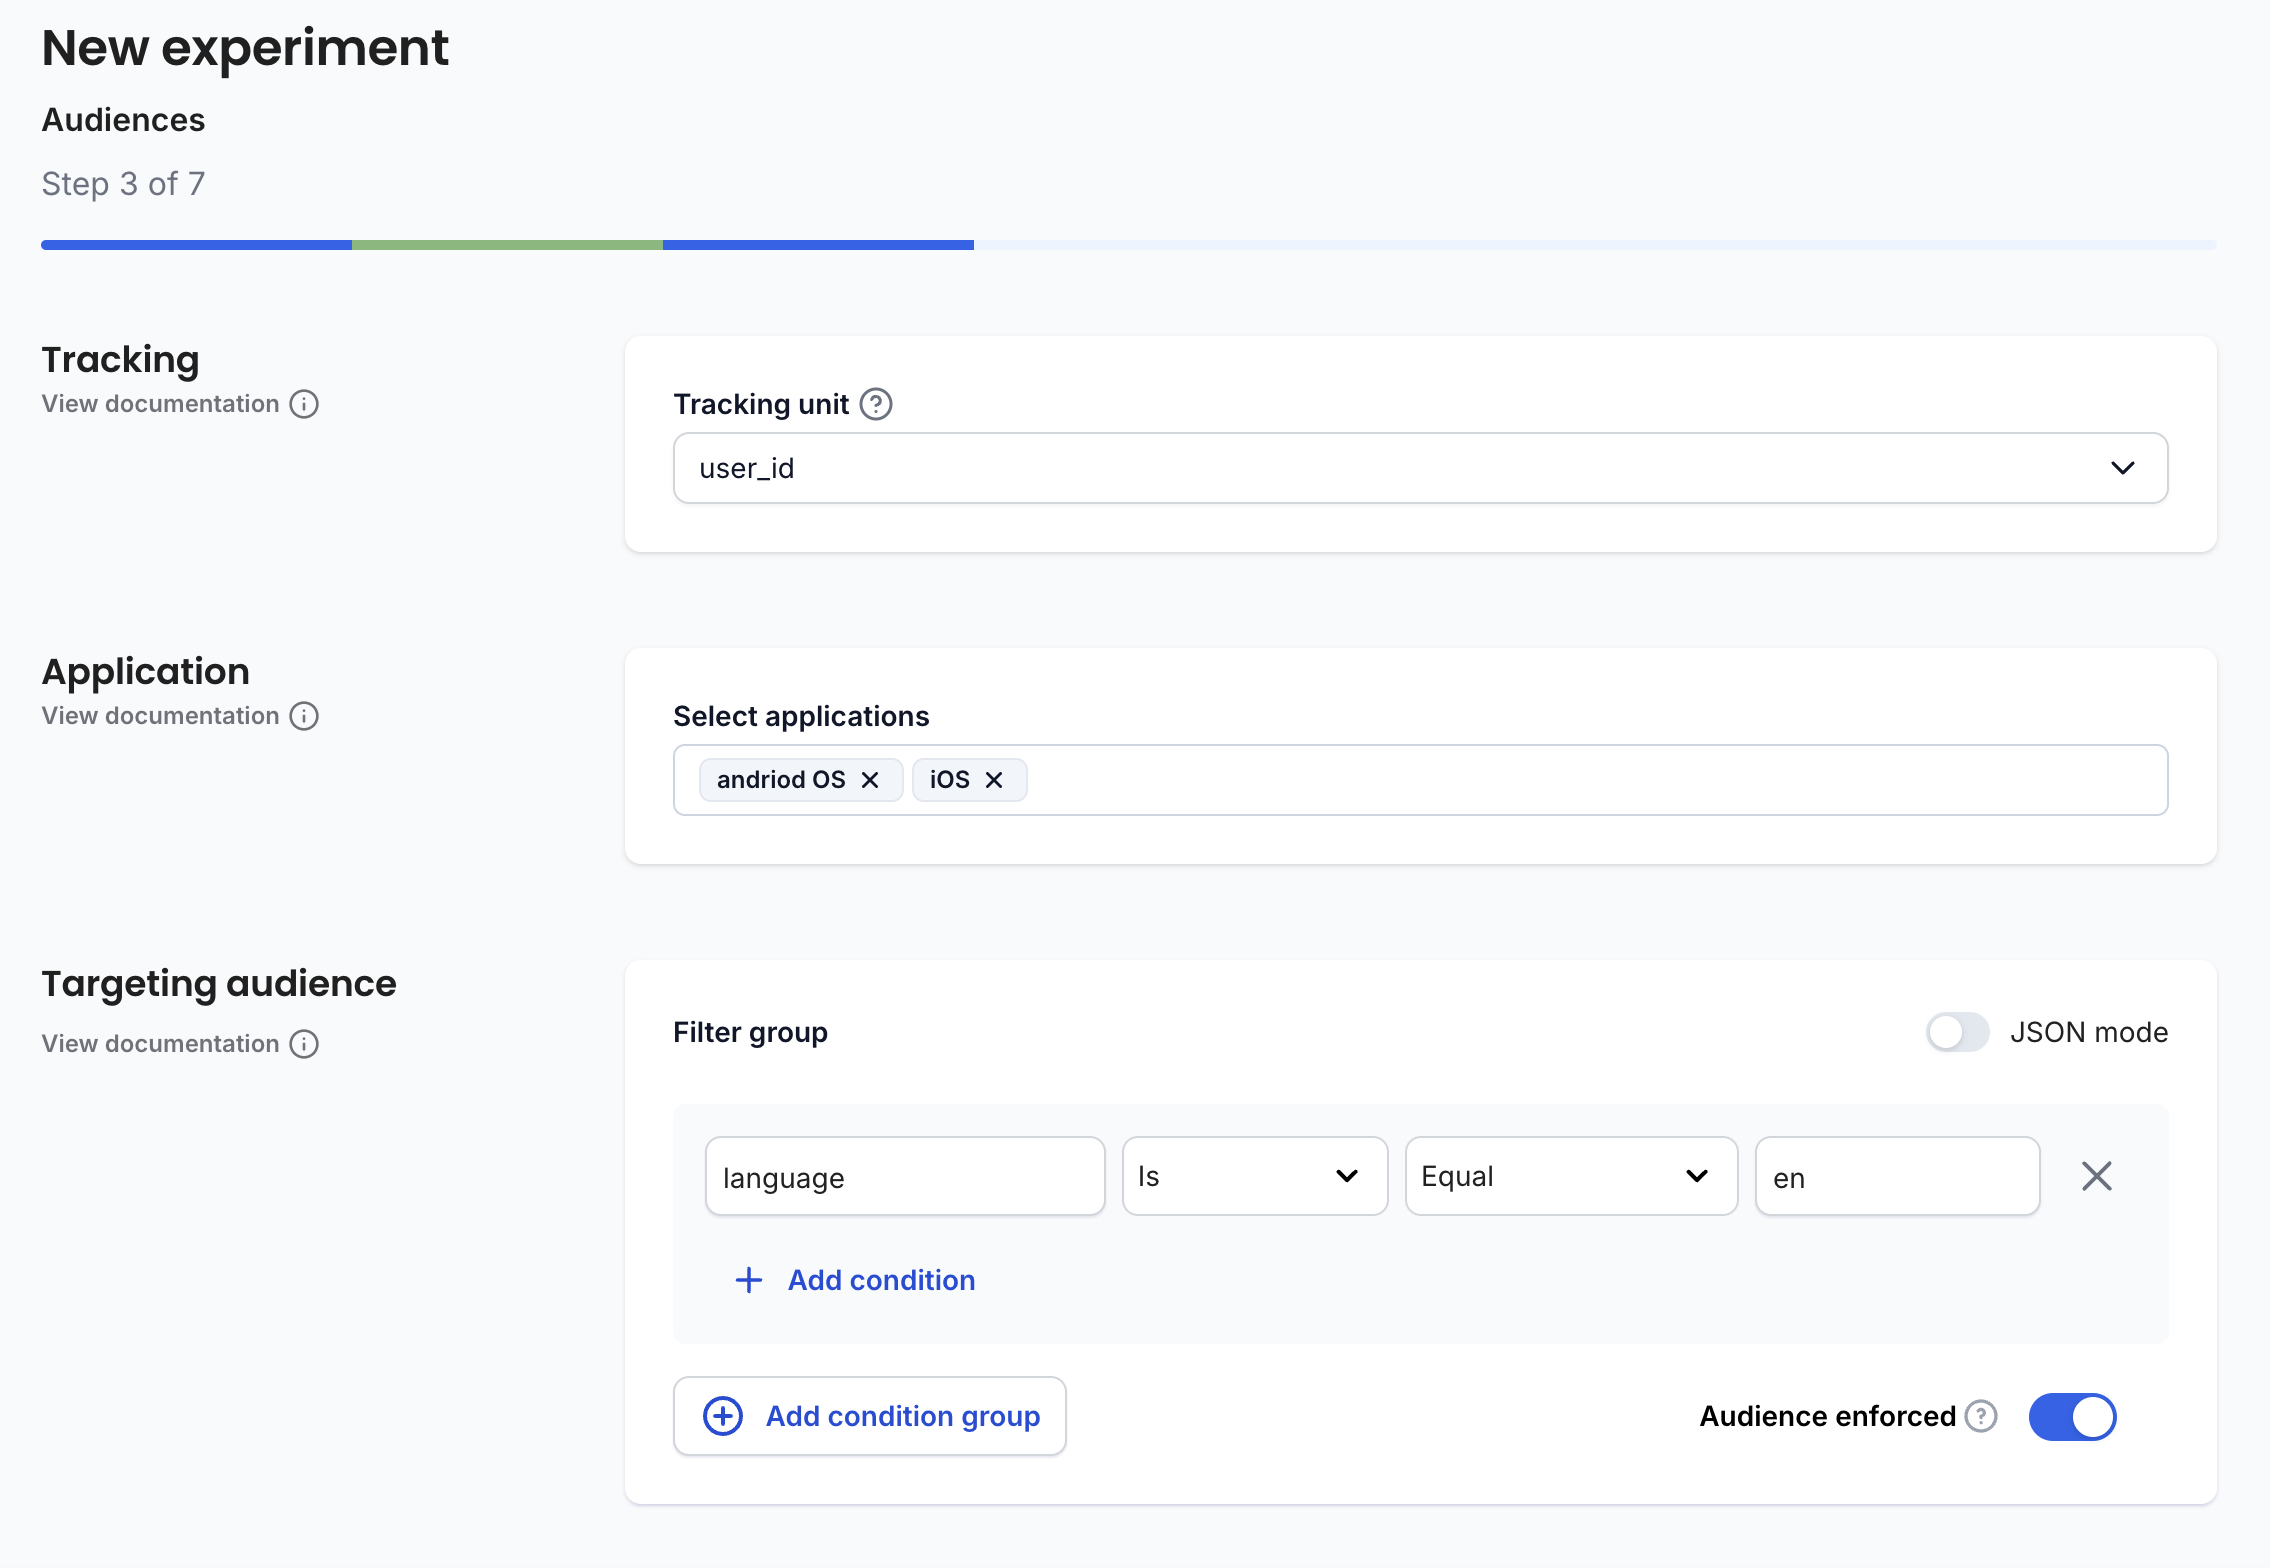 New experiment
Audiences
Step 3 of 7
Tracking
View documentation
Tracking unit
user_id
Application
View documentation
Select applications
andriod OS iOS
Targeting audience
View documentation
Filter group JSON mode
language Is Equal en
Add condition
Add condition group Audience enforced